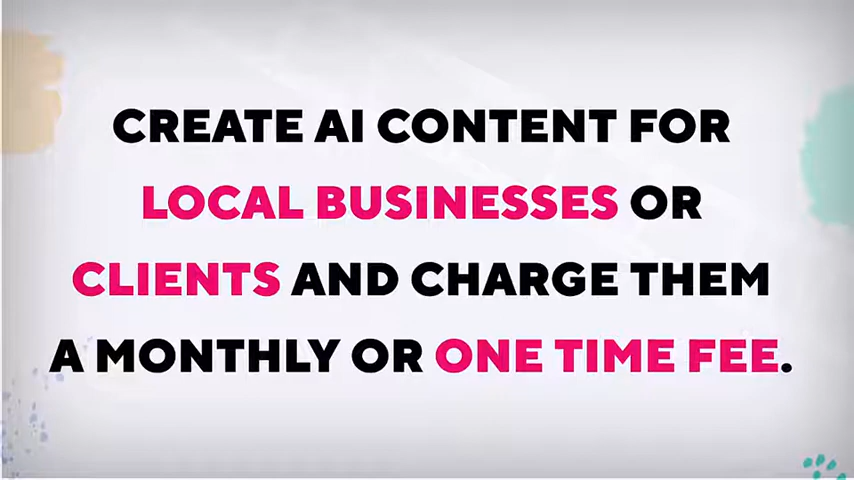 CREATE AI CONTENT FOR
LOCAL BUSINESSES OR
CLIENTS AND CHARGE THEM
A MONTHLY OR ONE TIME FEE.